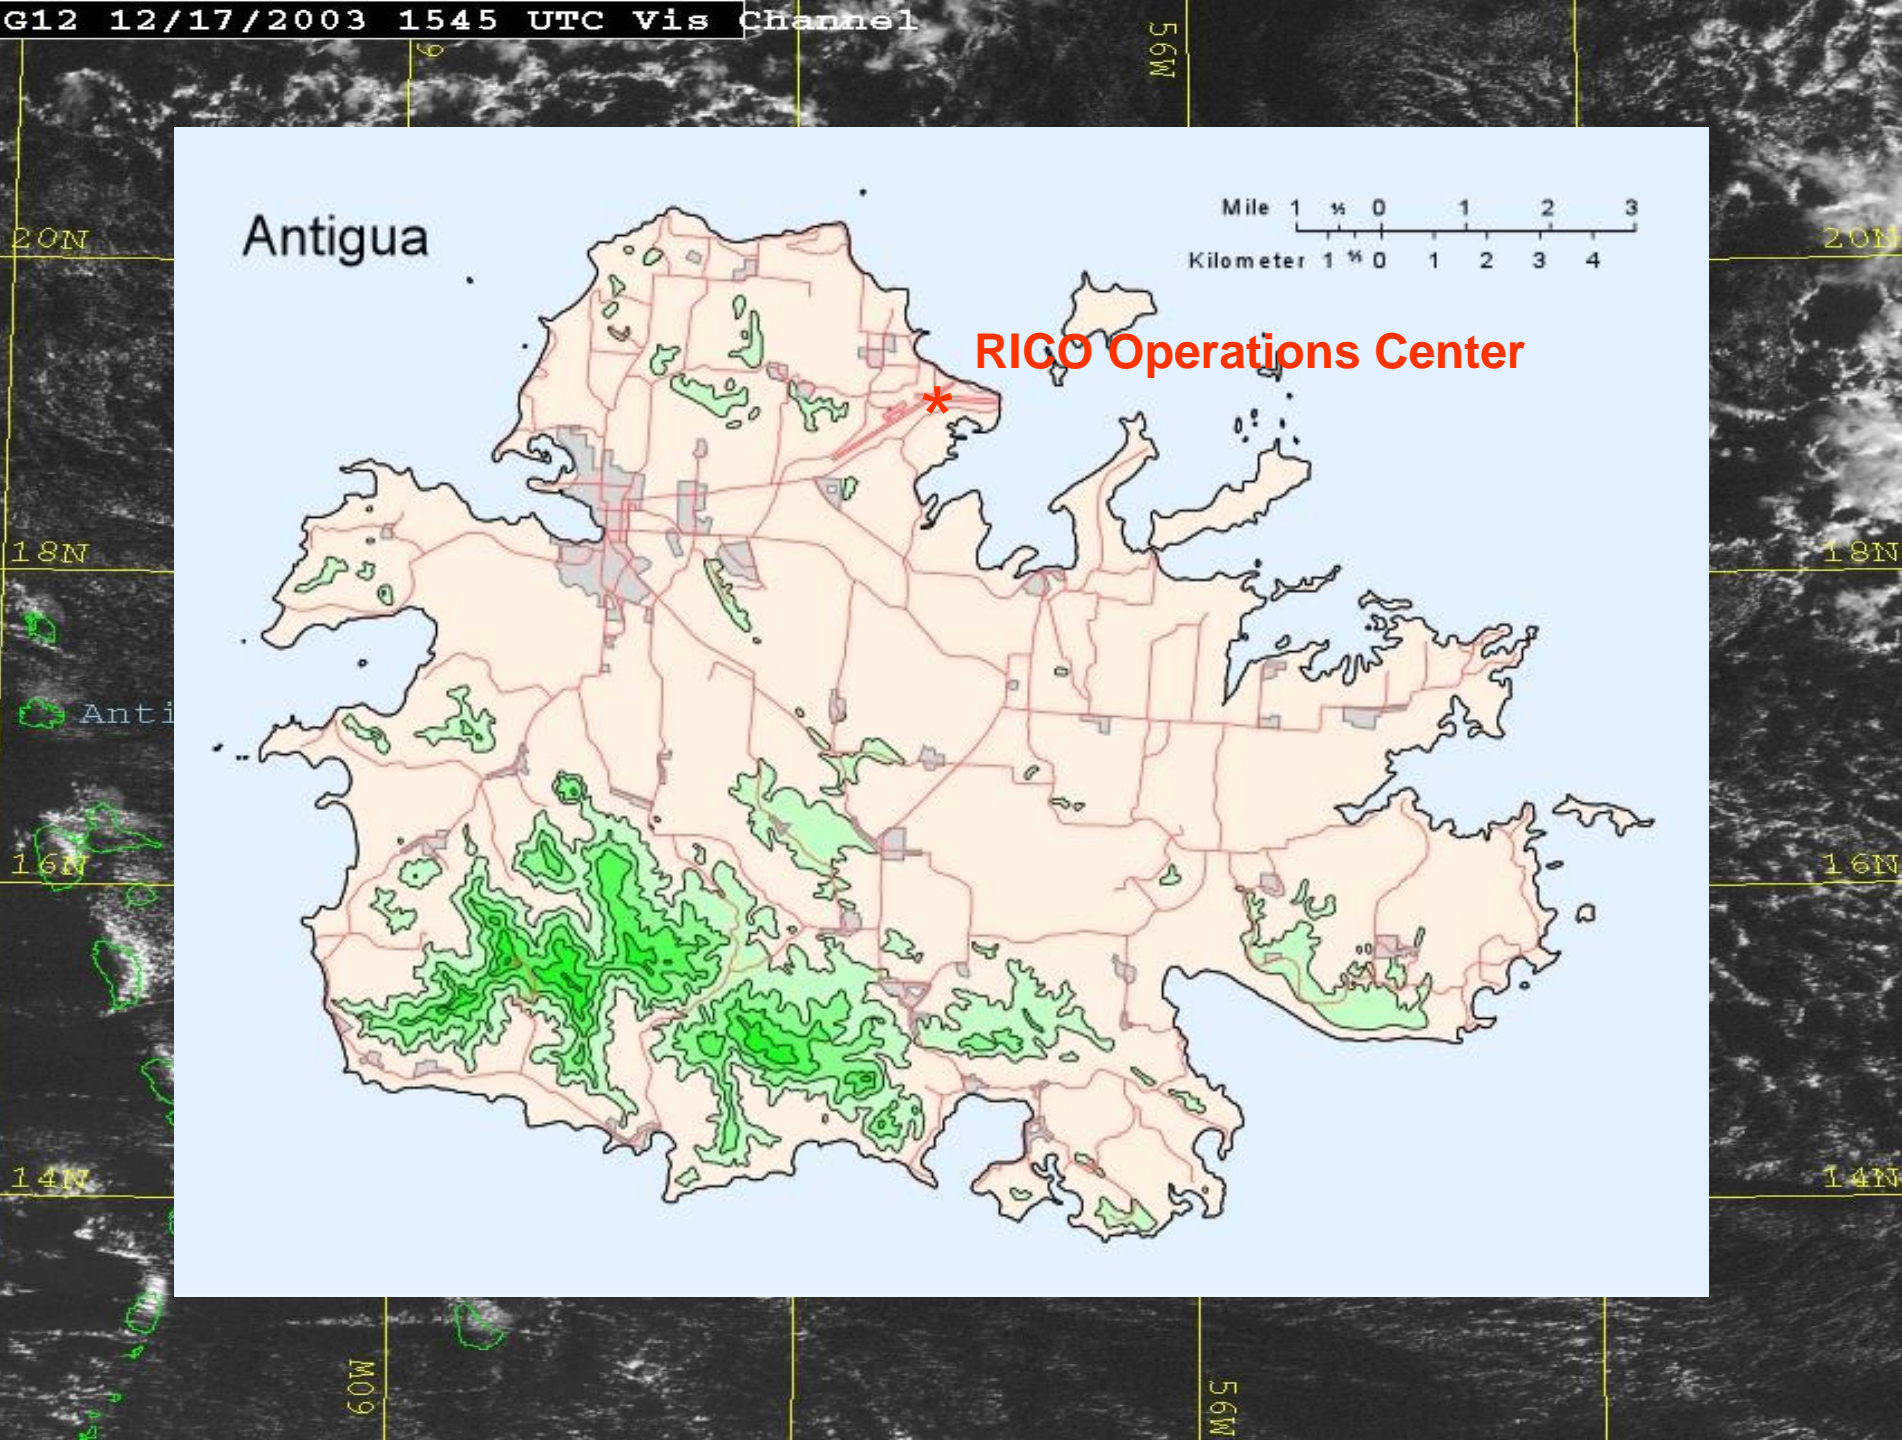 G12 12/17/2003 1545 UTC Vis Channel
56W
20N
20N
Antigua
Mile 1 ½ 0 1 2 3
Kilometer 1 ½ 0 1 2 3 4
RICO Operations Center
*
18N
18N
Anti
16N
16N
14N
14N
60W
56W